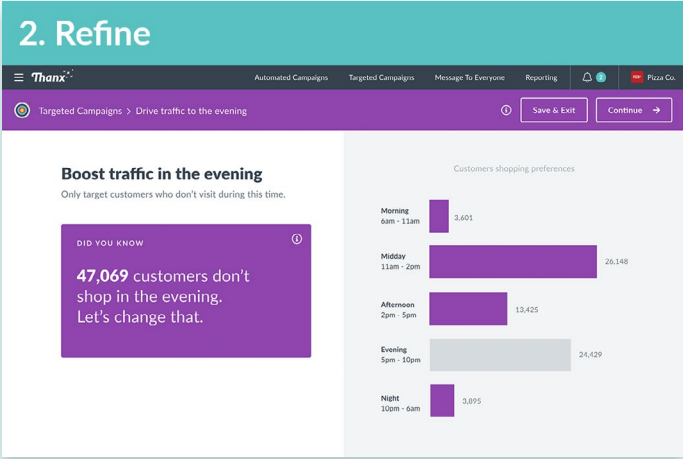 2. Refine
Thanx
Automated Campaigns
Targeted Campaigns
Message To Everyone
Reporting
2
Pizza Co.
Targeted Campaigns > Drive traffic to the evening
Save & Exit
Continue →
Boost traffic in the evening
Only target customers who don't visit during this time.
DID YOU KNOW
47,069 customers don't
shop in the evening.
Let's change that.
Customers shopping preferences
Morning
6am - 11am
3,601
Midday
11am - 2pm
26,148
Afternoon
2pm - 5pm
13,425
Evening
5pm - 10pm
24,429
Night
10pm - 6am
3,895